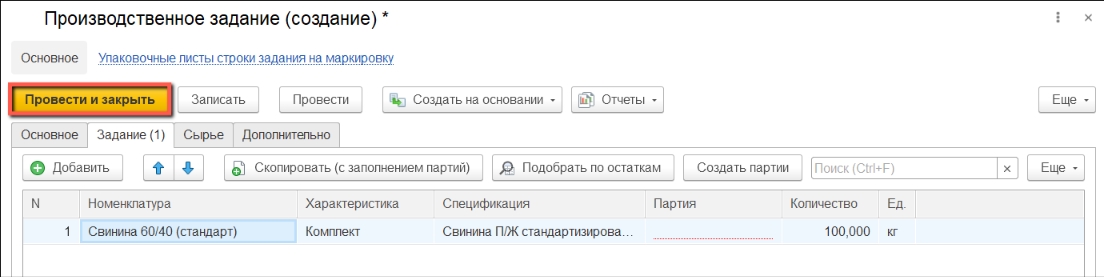 Производственное задание (создание) *
Основное Упаковочные листы строки задания на маркировку
Провести и закрыть Записать Провести Создать на основании Отчеты Еще
Основное Задание (1) Сырье Дополнительно
Добавить Скопировать (с заполнением партий) Подобрать по остаткам Создать партии Поиск (Ctrl+F) × Еще
N Номенклатура Характеристика Спецификация Партия Количество Ед.
1 Свинина 60/40 (стандарт) Комплект Свинина П/Ж стандартизирова... 100,000 кг